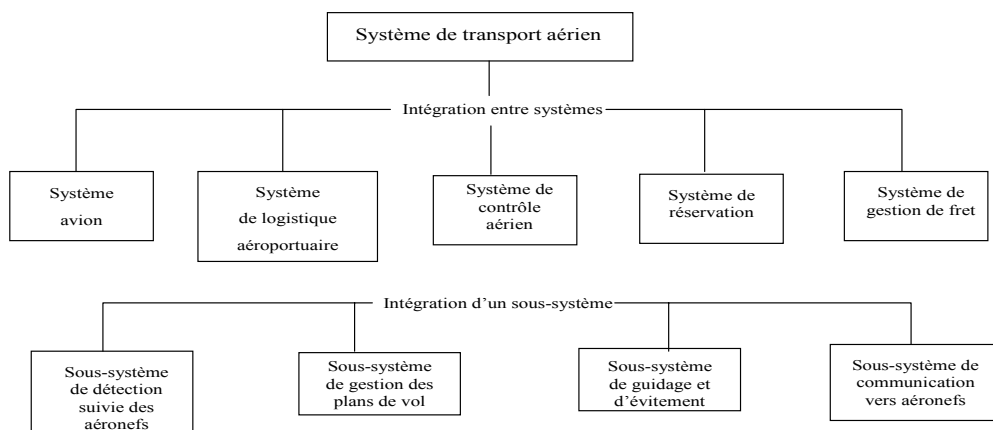 Système de transport aérien
Intégration entre systèmes
Système
avion
Système
de logistique
aéroportuaire
Système de
contrôle
aérien
Système de
réservation
Système de
gestion de fret
Intégration d'un sous-système
Sous-système
de détection
suivie des
aéronefs
Sous-système
de gestion des
plans de vol
Sous-système
de guidage et
d'évitement
Sous-système de
communication
vers aéronefs